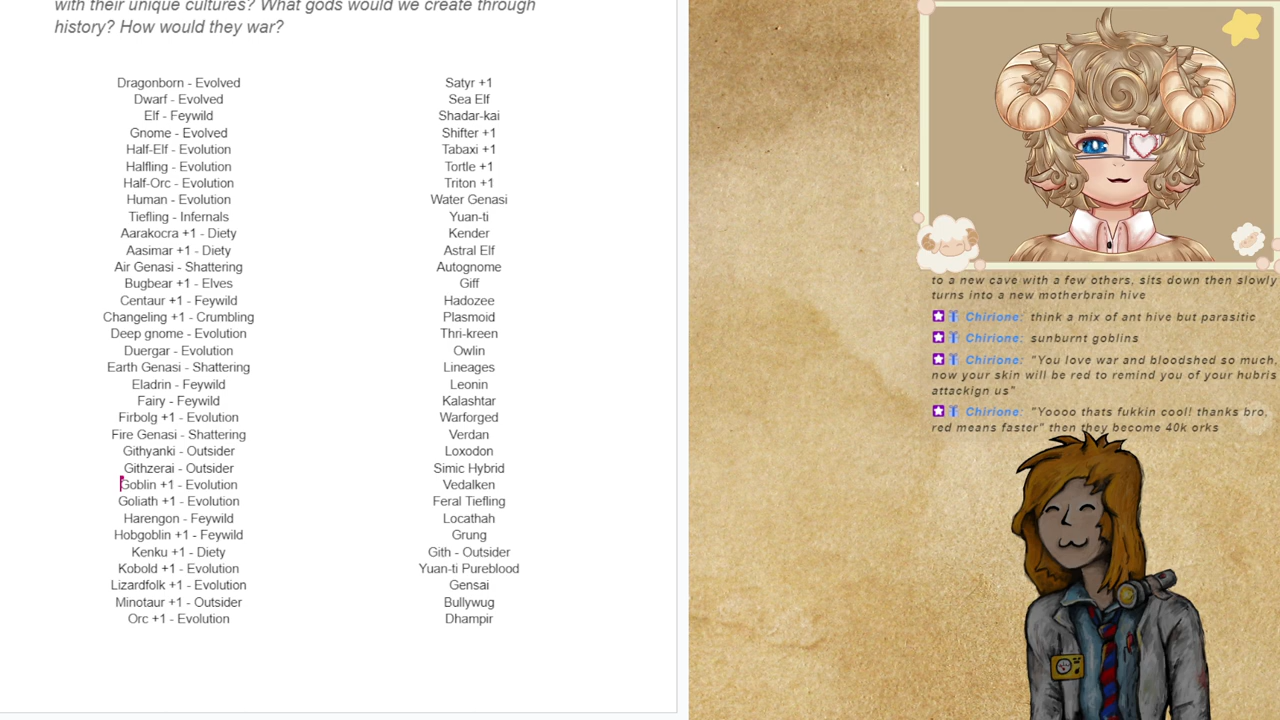 with their unique cultures? What gods would we create through
history? How would they war?
Dragonborn - Evolved
Dwarf - Evolved
Elf - Feywild
Gnome - Evolved
Half-Elf - Evolution
Halfling - Evolution
Half-Orc - Evolution
Human - Evolution
Tiefling - Infernals
Aarakocra +1 - Diety
Aasimar +1 - Diety
Air Genasi - Shattering
Bugbear +1 - Elves
Centaur +1 - Feywild
Changeling +1 - Crumbling
Deep gnome - Evolution
Duergar - Evolution
Earth Genasi - Shattering
Eladrin - Feywild
Fairy - Feywild
Firbolg +1 - Evolution
Fire Genasi - Shattering
Githyanki - Outsider
Githzerai - Outsider
Goblin +1 - Evolution
Goliath +1 - Evolution
Harengon - Feywild
Hobgoblin +1 - Feywild
Kenku +1 - Diety
Kobold +1 - Evolution
Lizardfolk +1 - Evolution
Minotaur +1 - Outsider
Orc +1 - Evolution
Satyr +1
Sea Elf
Shadar-kai
Shifter +1
Tabaxi +1
Tortle +1
Triton +1
Water Genasi
Yuan-ti
Kender
Astral Elf
Autognome
Giff
Hadozee
Plasmoid
Thri-kreen
Owlin
Lineages
Leonin
Kalashtar
Warforged
Verdan
Loxodon
Simic Hybrid
Vedalken
Feral Tiefling
Locathah
Grung
Gith - Outsider
Yuan-ti Pureblood
Gensai
Bullywug
Dhampir
to a new cave with a few others, sits down then slowly
turns into a new motherbrain hive
Chirione: think a mix of ant hive but parasitic
Chirione: sunburnt goblins
Chirione: "You love war and bloodshed so much,
now your skin will be red to remind you of your hubris
attackign us"
Chirione: "Yoooo thats fukkin cool! thanks bro,
red means faster" then they become 40k orks